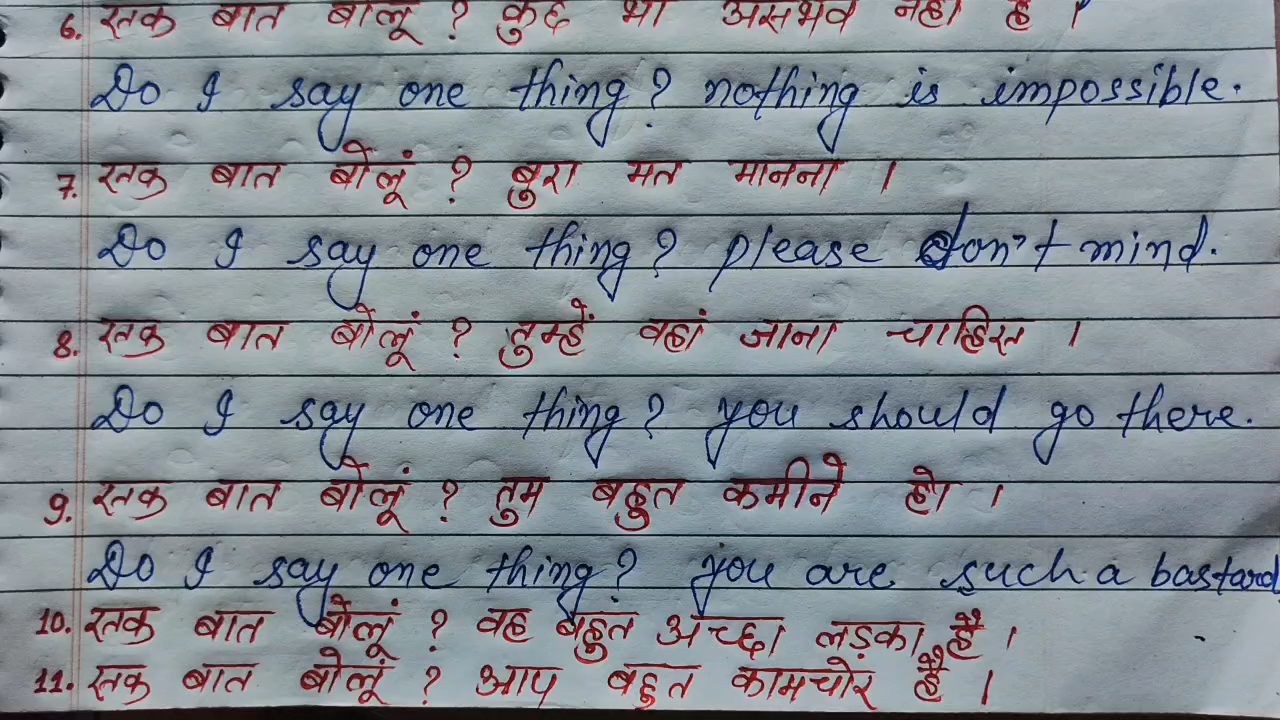 6. एक बात बोलूं ? कुछ भी असंभव नहीं है ।
Do I say one thing? nothing is impossible.
7. एक बात बोलूं ? बुरा मत मानना ।
Do I say one thing? please don't mind.
8. एक बात बोलूं ? तुम्हें वहां जाना चाहिए ।
Do I say one thing? you should go there.
9. एक बात बोलूं ? तुम बहुत कमीने हो ।
Do I say one thing? you are such a bastard
10. एक बात बोलूं ? वह बहुत अच्छा लड़का है ।
11. एक बात बोलूं ? आप बहुत कामचोर हैं ।